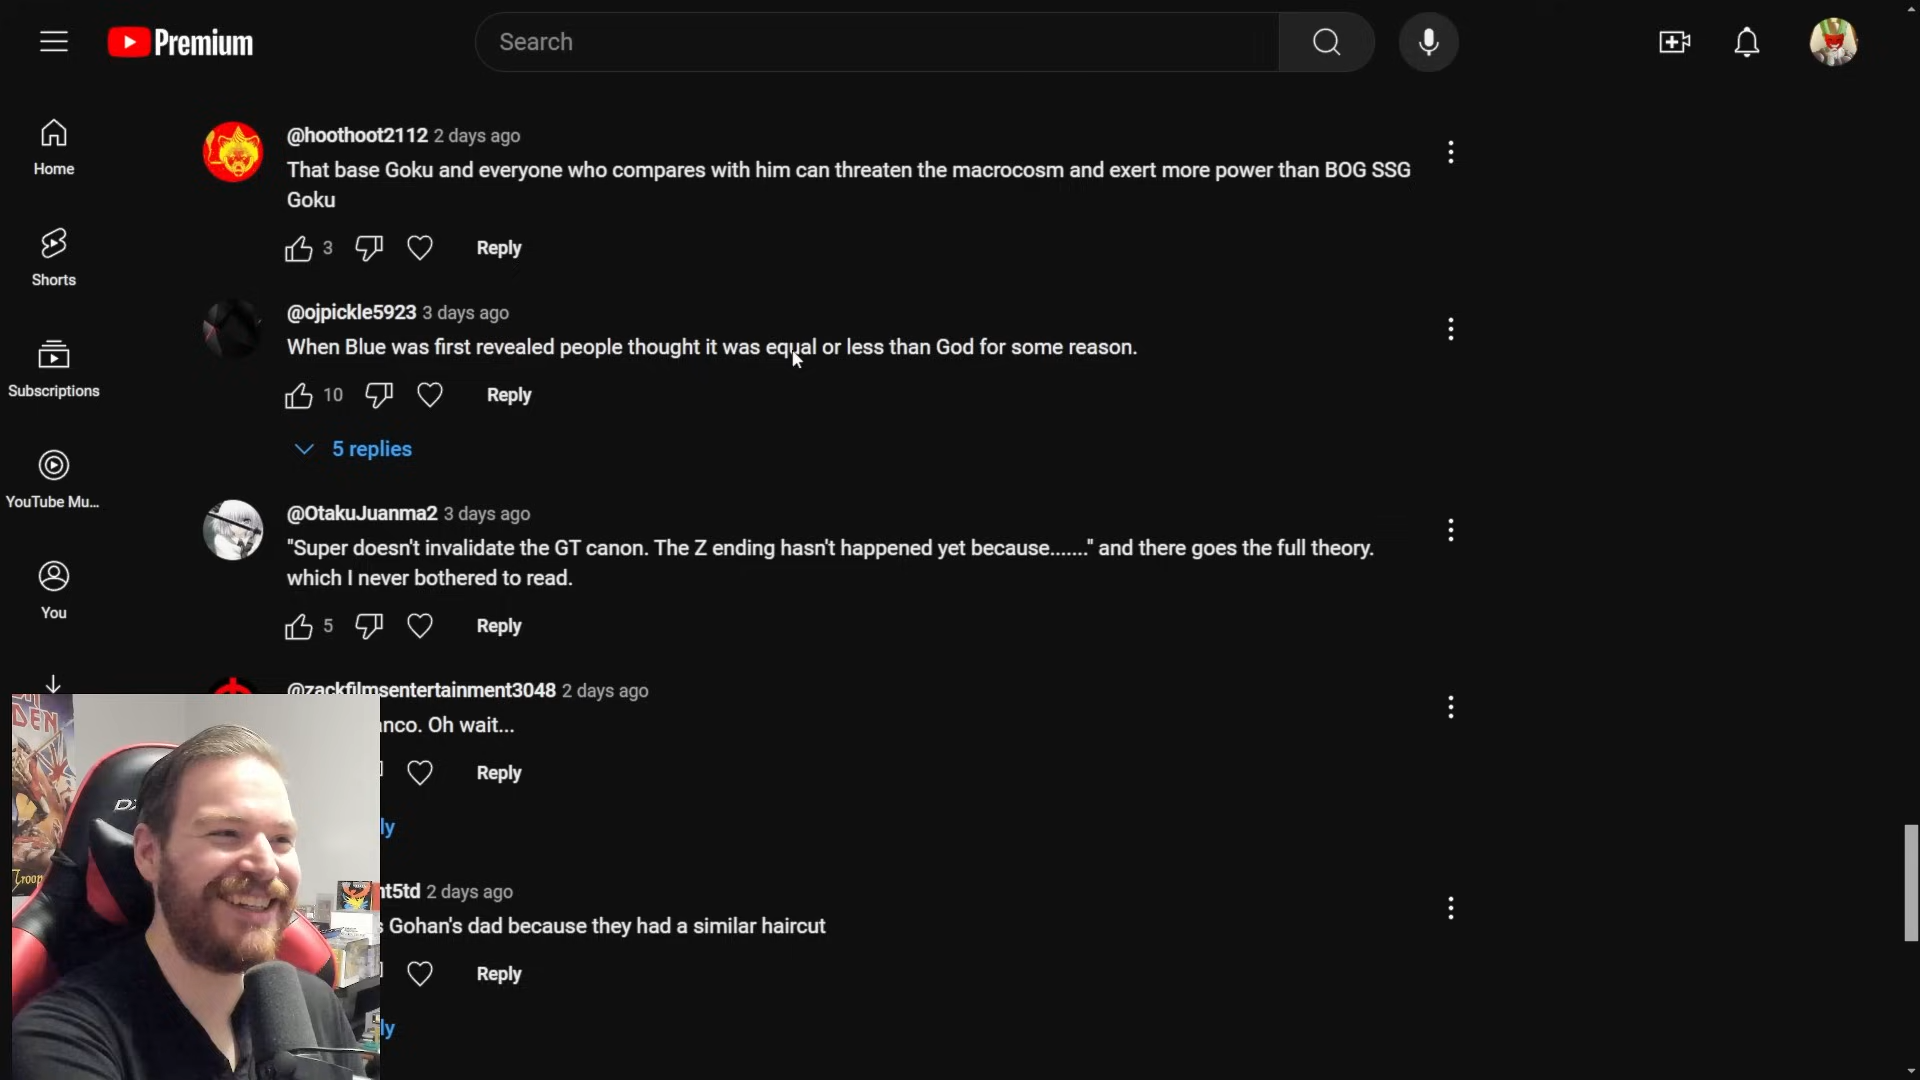 Premium
Search
Home
Shorts
Subscriptions
YouTube Mu...
You
@hoothoot2112 2 days ago
That base Goku and everyone who compares with him can threaten the macrocosm and exert more power than BOG SSG
Goku
3
Reply
@ojpickle5923 3 days ago
When Blue was first revealed people thought it was equal or less than God for some reason.
10
Reply
5 replies
@OtakuJuanma2 3 days ago
"Super doesn't invalidate the GT canon. The Z ending hasn't happened yet because......." and there goes the full theory.
which I never bothered to read.
5
Reply
@zackfilmsentertainment3048 2 days ago
nco. Oh wait...
Reply
ly
nt5td 2 days ago
s Gohan's dad because they had a similar haircut
Reply
ly
DEN
DX
Troop